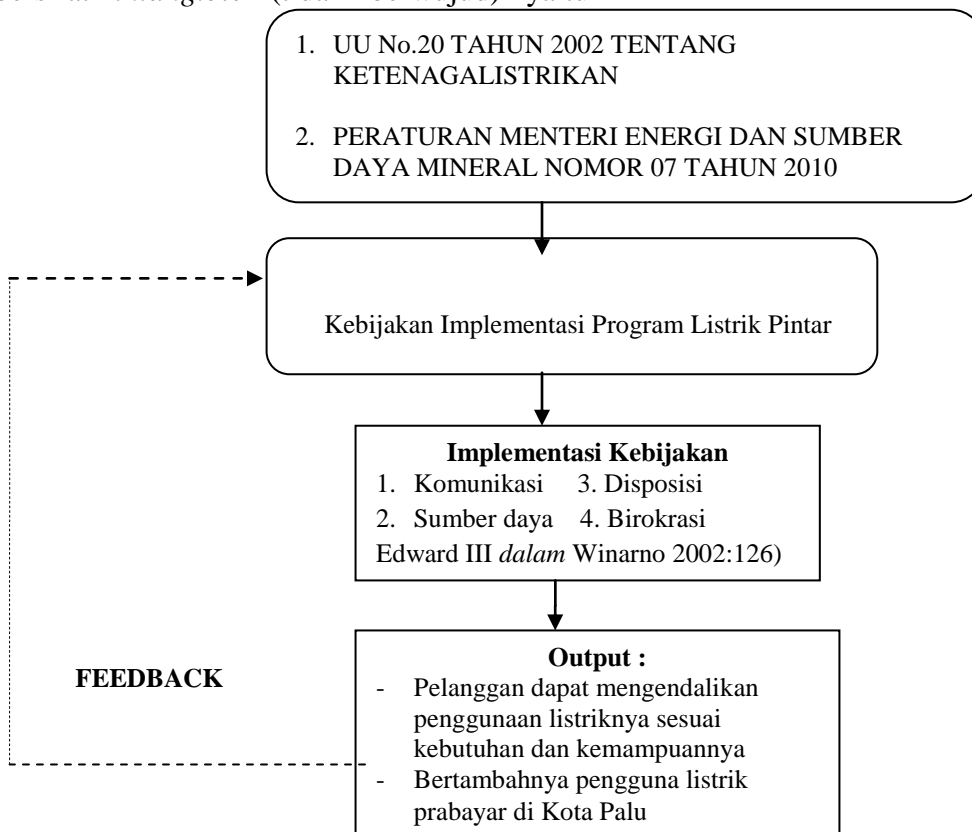 1. UU No.20 TAHUN 2002 TENTANG
KETENAGALISTRIKAN
2. PERATURAN MENTERI ENERGI DAN SUMBER
DAYA MINERAL NOMOR 07 TAHUN 2010
Kebijakan Implementasi Program Listrik Pintar
Implementasi Kebijakan
1. Komunikasi 3. Disposisi
2. Sumber daya 4. Birokrasi
Edward III dalam Winarno 2002:126)
FEEDBACK
Output :
- Pelanggan dapat mengendalikan
penggunaan listriknya sesuai
kebutuhan dan kemampuannya
- Bertambahnya pengguna listrik
prabayar di Kota Palu